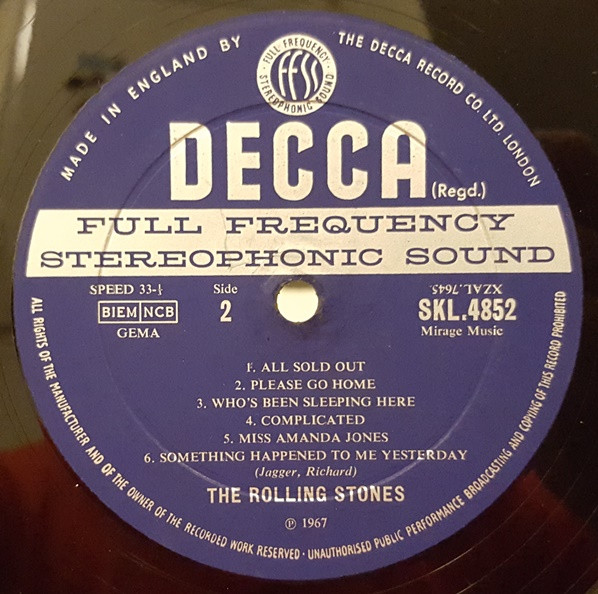 MADE IN ENGLAND BY
THE DECCA RECORD CO. LTD. LONDON
FULL FREQUENCY
STEREOPHONIC SOUND
FFSS
DECCA (Regd.)
FULL FREQUENCY
STEREOPHONIC SOUND
SPEED 33-⅓
BIEM NCB
GEMA
Side
2
XZAL.7645.
SKL.4852
Mirage Music
1. ALL SOLD OUT
2. PLEASE GO HOME
3. WHO'S BEEN SLEEPING HERE
4. COMPLICATED
5. MISS AMANDA JONES
6. SOMETHING HAPPENED TO ME YESTERDAY
(Jagger, Richard)
THE ROLLING STONES
℗ 1967
ALL RIGHTS OF THE MANUFACTURER AND OF THE OWNER OF THE RECORDED WORK RESERVED · UNAUTHORISED PUBLIC PERFORMANCE BROADCASTING AND COPYING OF THIS RECORD PROHIBITED